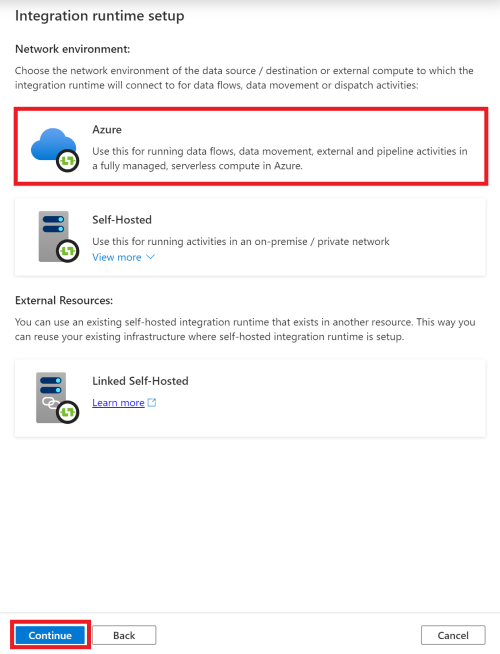 Integration runtime setup
Network environment:
Choose the network environment of the data source / destination or external compute to which the
integration runtime will connect to for data flows, data movement or dispatch activities:
Azure
Use this for running data flows, data movement, external and pipeline activities in
a fully managed, serverless compute in Azure.
Self-Hosted
Use this for running activities in an on-premise / private network
View more
External Resources:
You can use an existing self-hosted integration runtime that exists in another resource. This way you
can reuse your existing infrastructure where self-hosted integration runtime is setup.
Linked Self-Hosted
Learn more
Continue Back Cancel